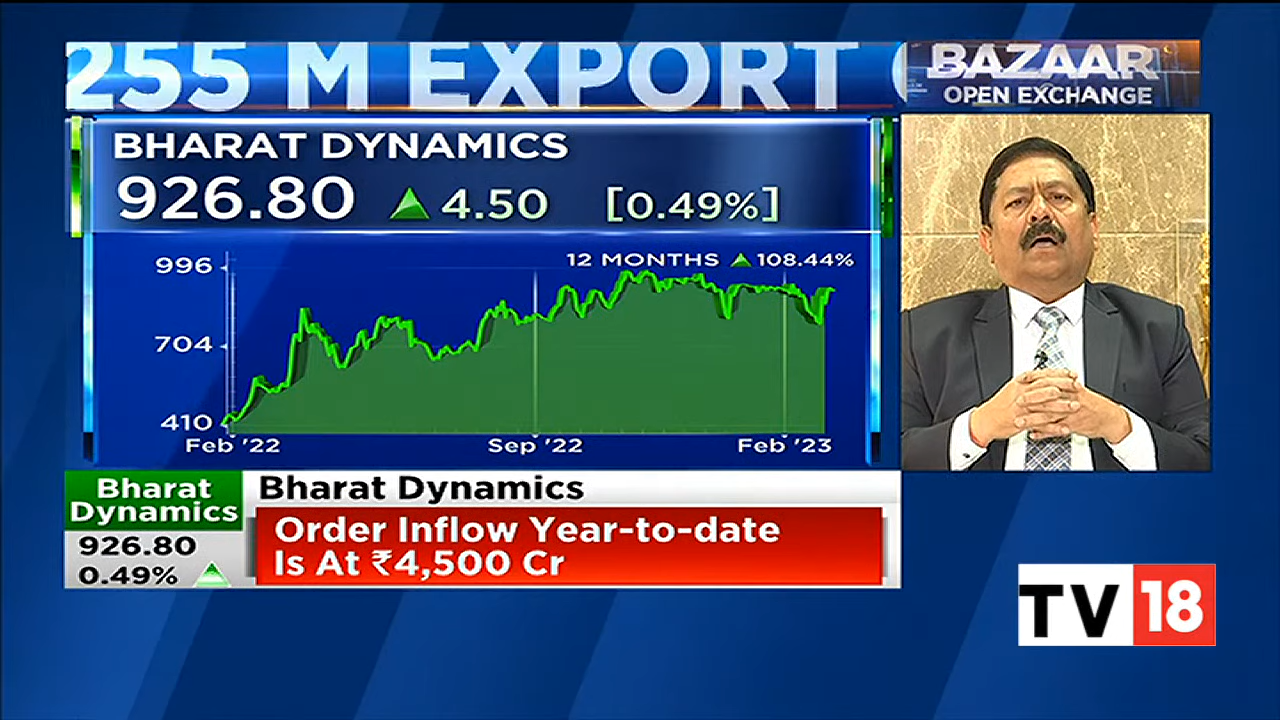 255 M EXPORT
BAZAAR
OPEN EXCHANGE
BHARAT DYNAMICS
926.80 ▲ 4.50 [0.49%]
12 MONTHS ▲ 108.44%
996
704
410
Feb '22 Sep '22 Feb '23
Bharat
Dynamics
926.80
0.49% ▲
Bharat Dynamics
Order Inflow Year-to-date
Is At ₹4,500 Cr
TV18